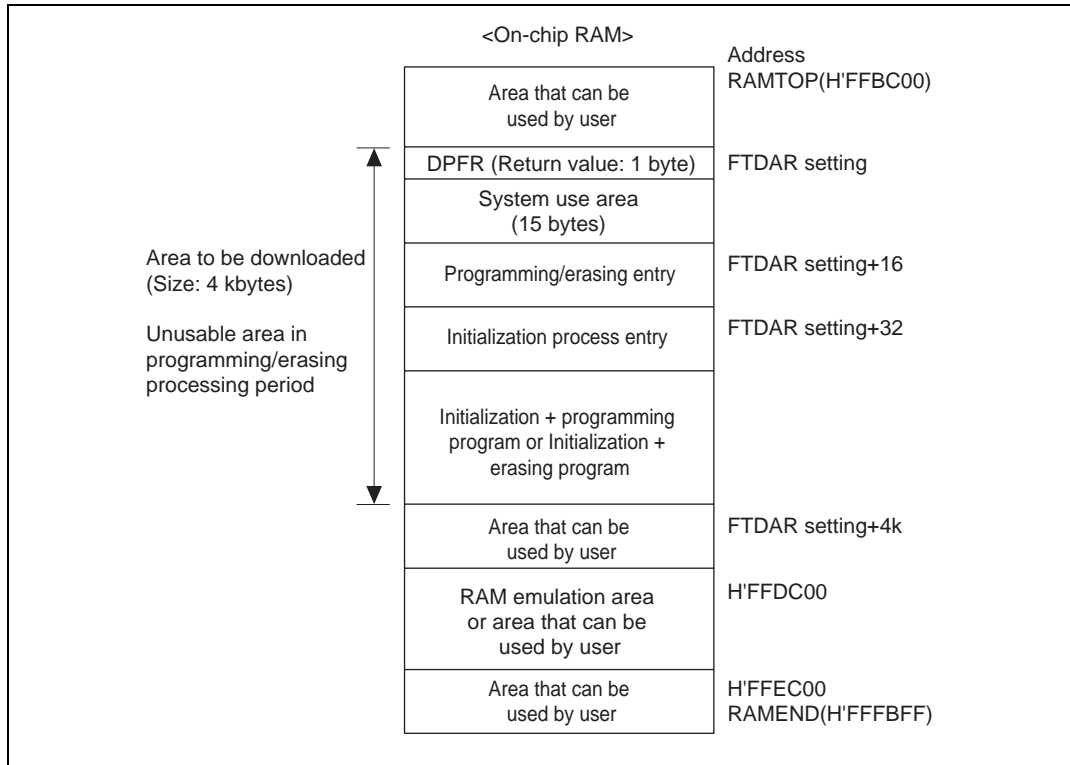 <On-chip RAM>
Address
RAMTOP(H'FFBC00)
Area that can be
used by user
DPFR (Return value: 1 byte)
FTDAR setting
System use area
(15 bytes)
Area to be downloaded
(Size: 4 kbytes)
Unusable area in
programming/erasing
processing period
Programming/erasing entry
FTDAR setting+16
Initialization process entry
FTDAR setting+32
Initialization + programming
program or Initialization +
erasing program
Area that can be
used by user
FTDAR setting+4k
RAM emulation area
or area that can be
used by user
H'FFDC00
Area that can be
used by user
H'FFEC00
RAMEND(H'FFFBFF)